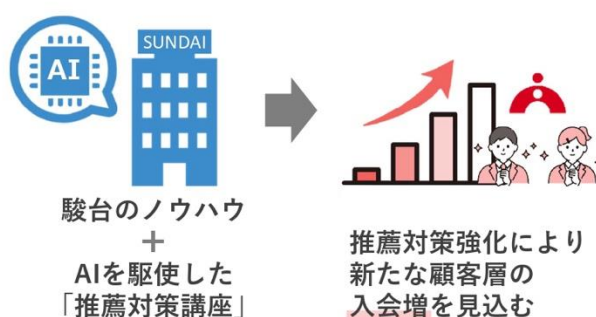 AI
SUNDAI
駿台のノウハウ
+
AIを駆使した
「推薦対策講座」
推薦対策強化により
新たな顧客層の
入会増を見込む